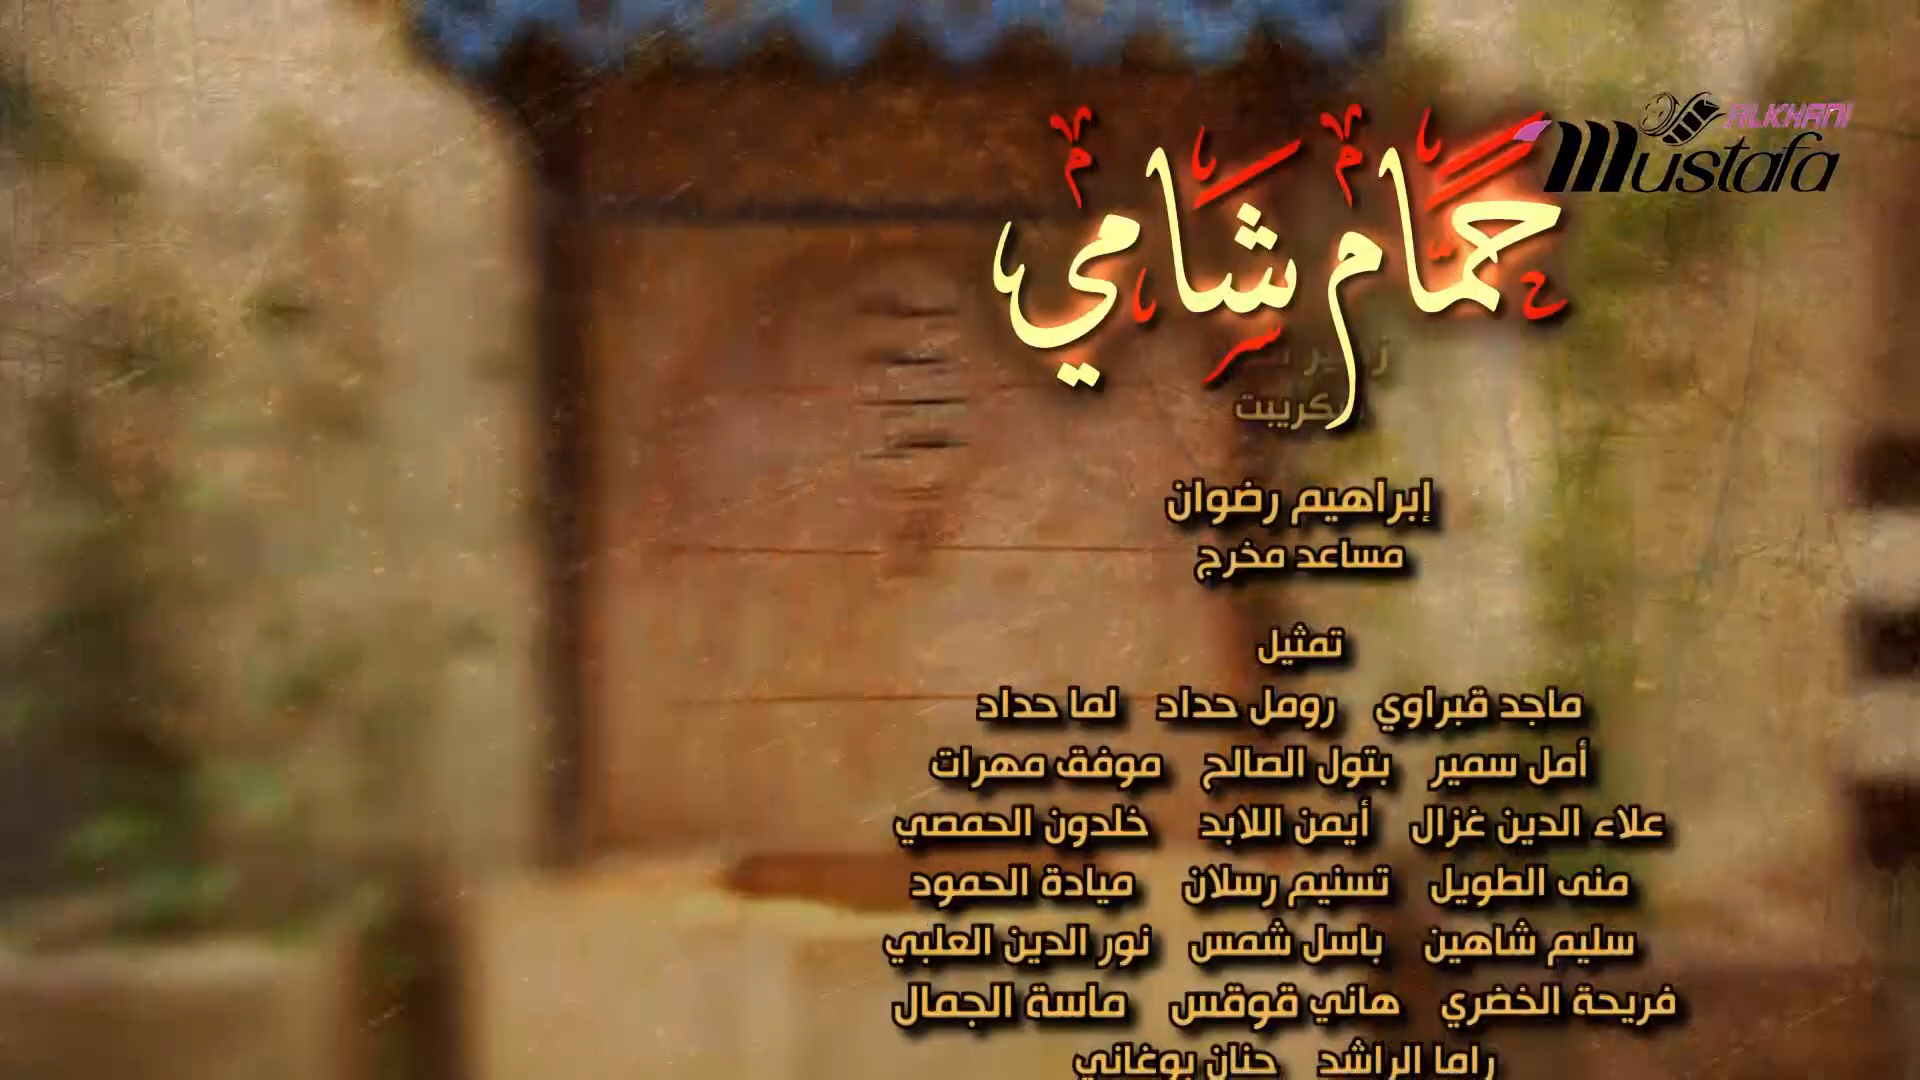 ALKHANI
Mustafa
حمام شامي
إبراهيم رضوان
مساعد مخرج
تمثيل
ماجد قبراوي رومل حداد لما حداد
أمل سمير بتول الصالح موفق مهرات
علاء الدين غزال أيمن اللابد خلدون الحمصي
منى الطويل تسنيم رسلان ميادة الحمود
سليم شاهين باسل شمس نور الدين العلبي
فريحة الخضري هاني قوقس ماسة الجمال
راما الراشد حنان بوغاني